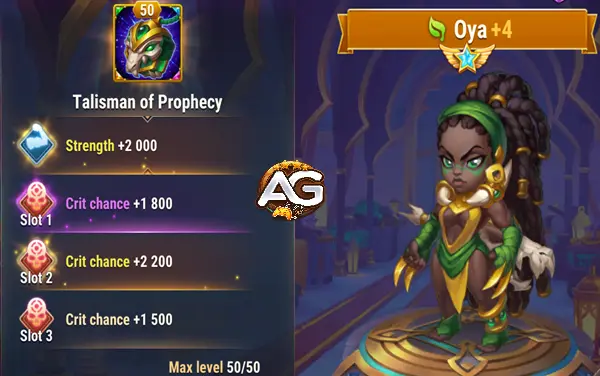 50
Talisman of Prophecy
Strength +2 000
Crit chance +1 800
Slot 1
Crit chance +2 200
Slot 2
Crit chance +1 500
Slot 3
Max level 50/50
AG
Oya +4